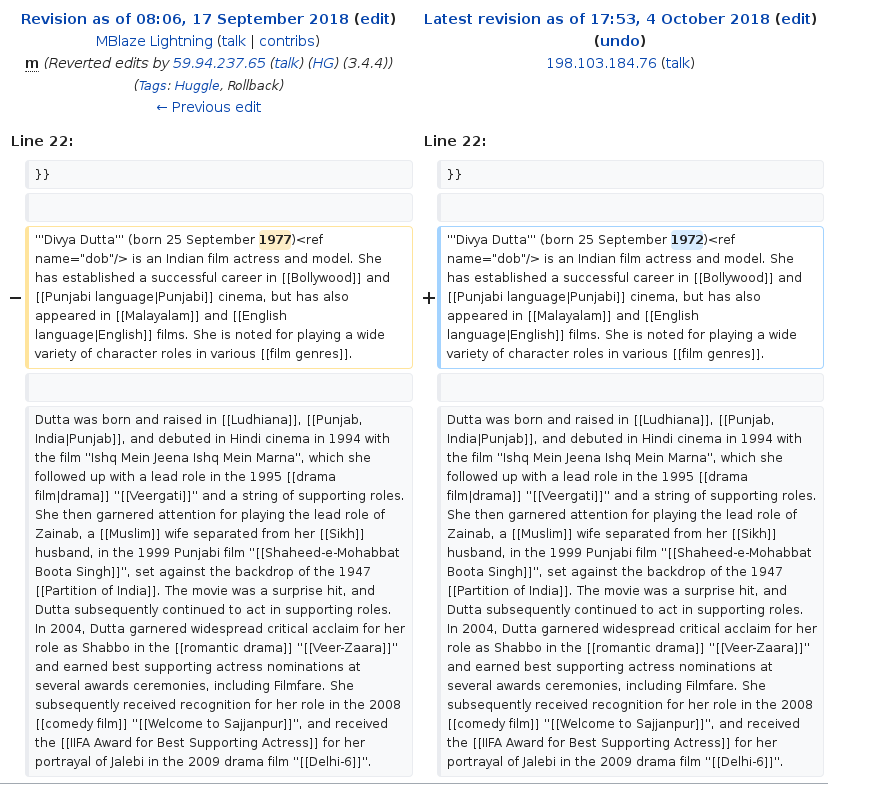 Revision as of 08:06, 17 September 2018 (edit)
MBlaze Lightning (talk | contribs)
m (Reverted edits by 59.94.237.65 (talk) (HG) (3.4.4))
(Tags: Huggle, Rollback)
← Previous edit
Latest revision as of 17:53, 4 October 2018 (edit)
(undo)
198.103.184.76 (talk)
Line 22:
Line 22:
}}
}}
−
'''Divya Dutta''' (born 25 September 1977)<ref
name="dob"/> is an Indian film actress and model. She
has established a successful career in [[Bollywood]] and
[[Punjabi language|Punjabi]] cinema, but has also
appeared in [[Malayalam]] and [[English
language|English]] films. She is noted for playing a wide
variety of character roles in various [[film genres]].
+
'''Divya Dutta''' (born 25 September 1972)<ref
name="dob"/> is an Indian film actress and model. She
has established a successful career in [[Bollywood]] and
[[Punjabi language|Punjabi]] cinema, but has also
appeared in [[Malayalam]] and [[English
language|English]] films. She is noted for playing a wide
variety of character roles in various [[film genres]].
Dutta was born and raised in [[Ludhiana]], [[Punjab,
India|Punjab]], and debuted in Hindi cinema in 1994 with
the film ''Ishq Mein Jeena Ishq Mein Marna'', which she
followed up with a lead role in the 1995 [[drama
film|drama]] ''[[Veergati]]'' and a string of supporting roles.
She then garnered attention for playing the lead role of
Zainab, a [[Muslim]] wife separated from her [[Sikh]]
husband, in the 1999 Punjabi film ''[[Shaheed-e-Mohabbat
Boota Singh]]'', set against the backdrop of the 1947
[[Partition of India]]. The movie was a surprise hit, and
Dutta subsequently continued to act in supporting roles.
In 2004, Dutta garnered widespread critical acclaim for her
role as Shabbo in the [[romantic drama]] ''[[Veer-Zaara]]''
and earned best supporting actress nominations at
several awards ceremonies, including Filmfare. She
subsequently received recognition for her role in the 2008
[[comedy film]] ''[[Welcome to Sajjanpur]]'', and received
the [[IIFA Award for Best Supporting Actress]] for her
portrayal of Jalebi in the 2009 drama film ''[[Delhi-6]]''.
Dutta was born and raised in [[Ludhiana]], [[Punjab,
India|Punjab]], and debuted in Hindi cinema in 1994 with
the film ''Ishq Mein Jeena Ishq Mein Marna'', which she
followed up with a lead role in the 1995 [[drama
film|drama]] ''[[Veergati]]'' and a string of supporting roles.
She then garnered attention for playing the lead role of
Zainab, a [[Muslim]] wife separated from her [[Sikh]]
husband, in the 1999 Punjabi film ''[[Shaheed-e-Mohabbat
Boota Singh]]'', set against the backdrop of the 1947
[[Partition of India]]. The movie was a surprise hit, and
Dutta subsequently continued to act in supporting roles.
In 2004, Dutta garnered widespread critical acclaim for her
role as Shabbo in the [[romantic drama]] ''[[Veer-Zaara]]''
and earned best supporting actress nominations at
several awards ceremonies, including Filmfare. She
subsequently received recognition for her role in the 2008
[[comedy film]] ''[[Welcome to Sajjanpur]]'', and received
the [[IIFA Award for Best Supporting Actress]] for her
portrayal of Jalebi in the 2009 drama film ''[[Delhi-6]]''.